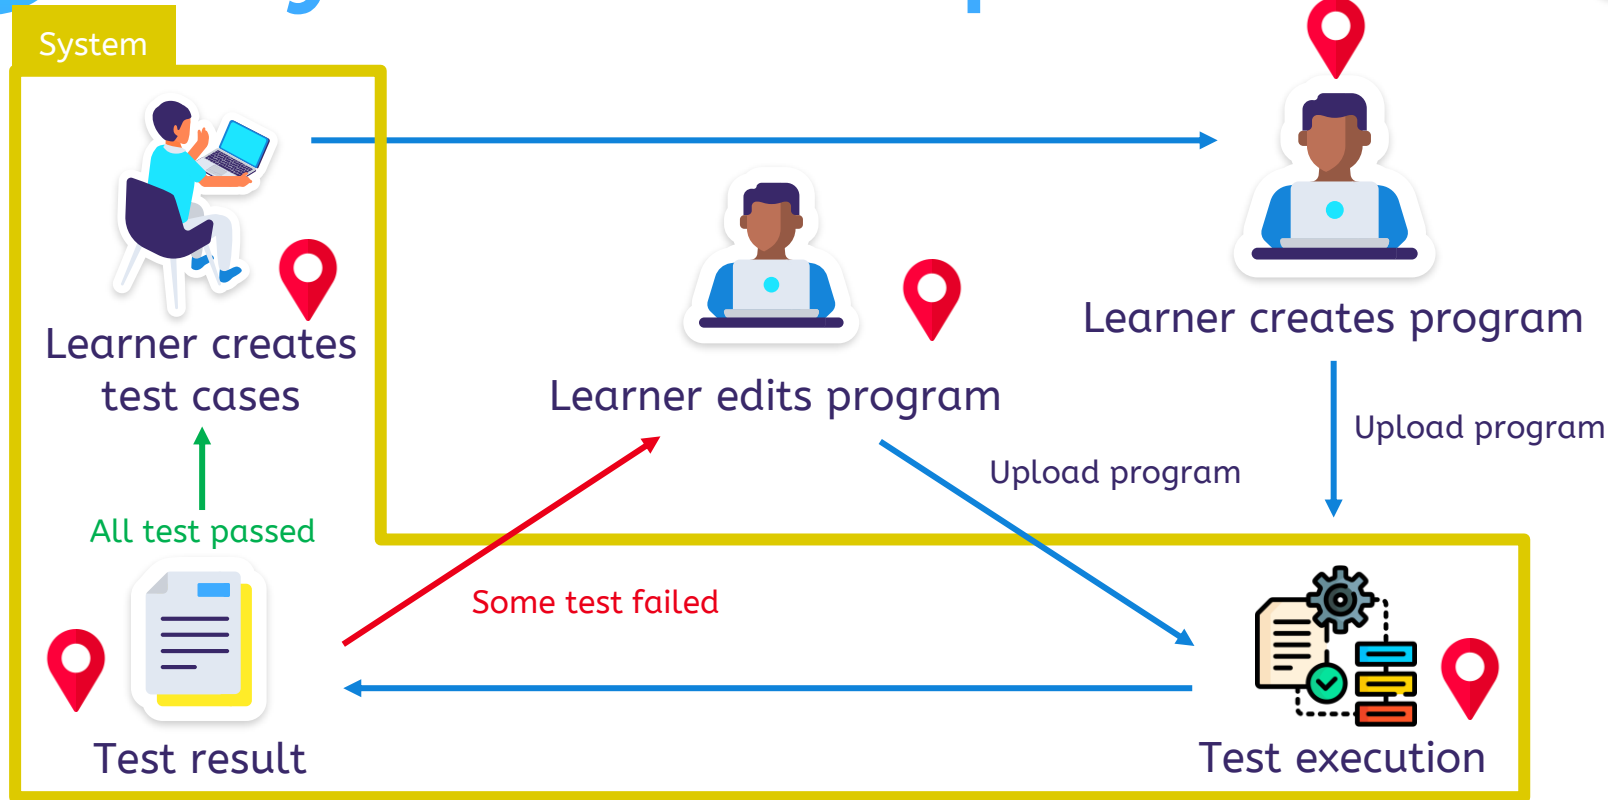 System
Learner creates
test cases
Learner edits program
Learner creates program
Upload program
Upload program
All test passed
Some test failed
Test result
Test execution